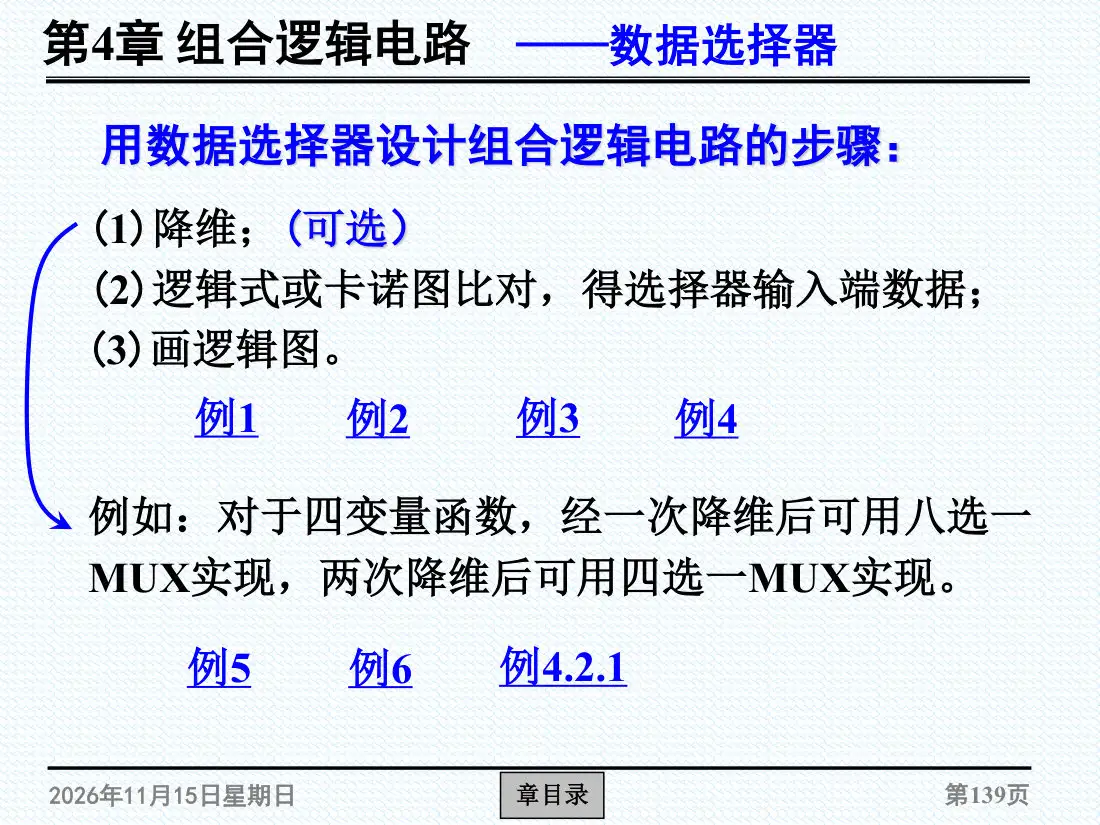 第4章 组合逻辑电路 ——数据选择器
用数据选择器设计组合逻辑电路的步骤：
(1)降维；(可选）
(2)逻辑式或卡诺图比对，得选择器输入端数据；
(3)画逻辑图。
例1 例2 例3 例4
例如：对于四变量函数，经一次降维后可用八选一
MUX实现，两次降维后可用四选一MUX实现。
例5 例6 例4.2.1
2026年11月15日星期日 章目录 第139页